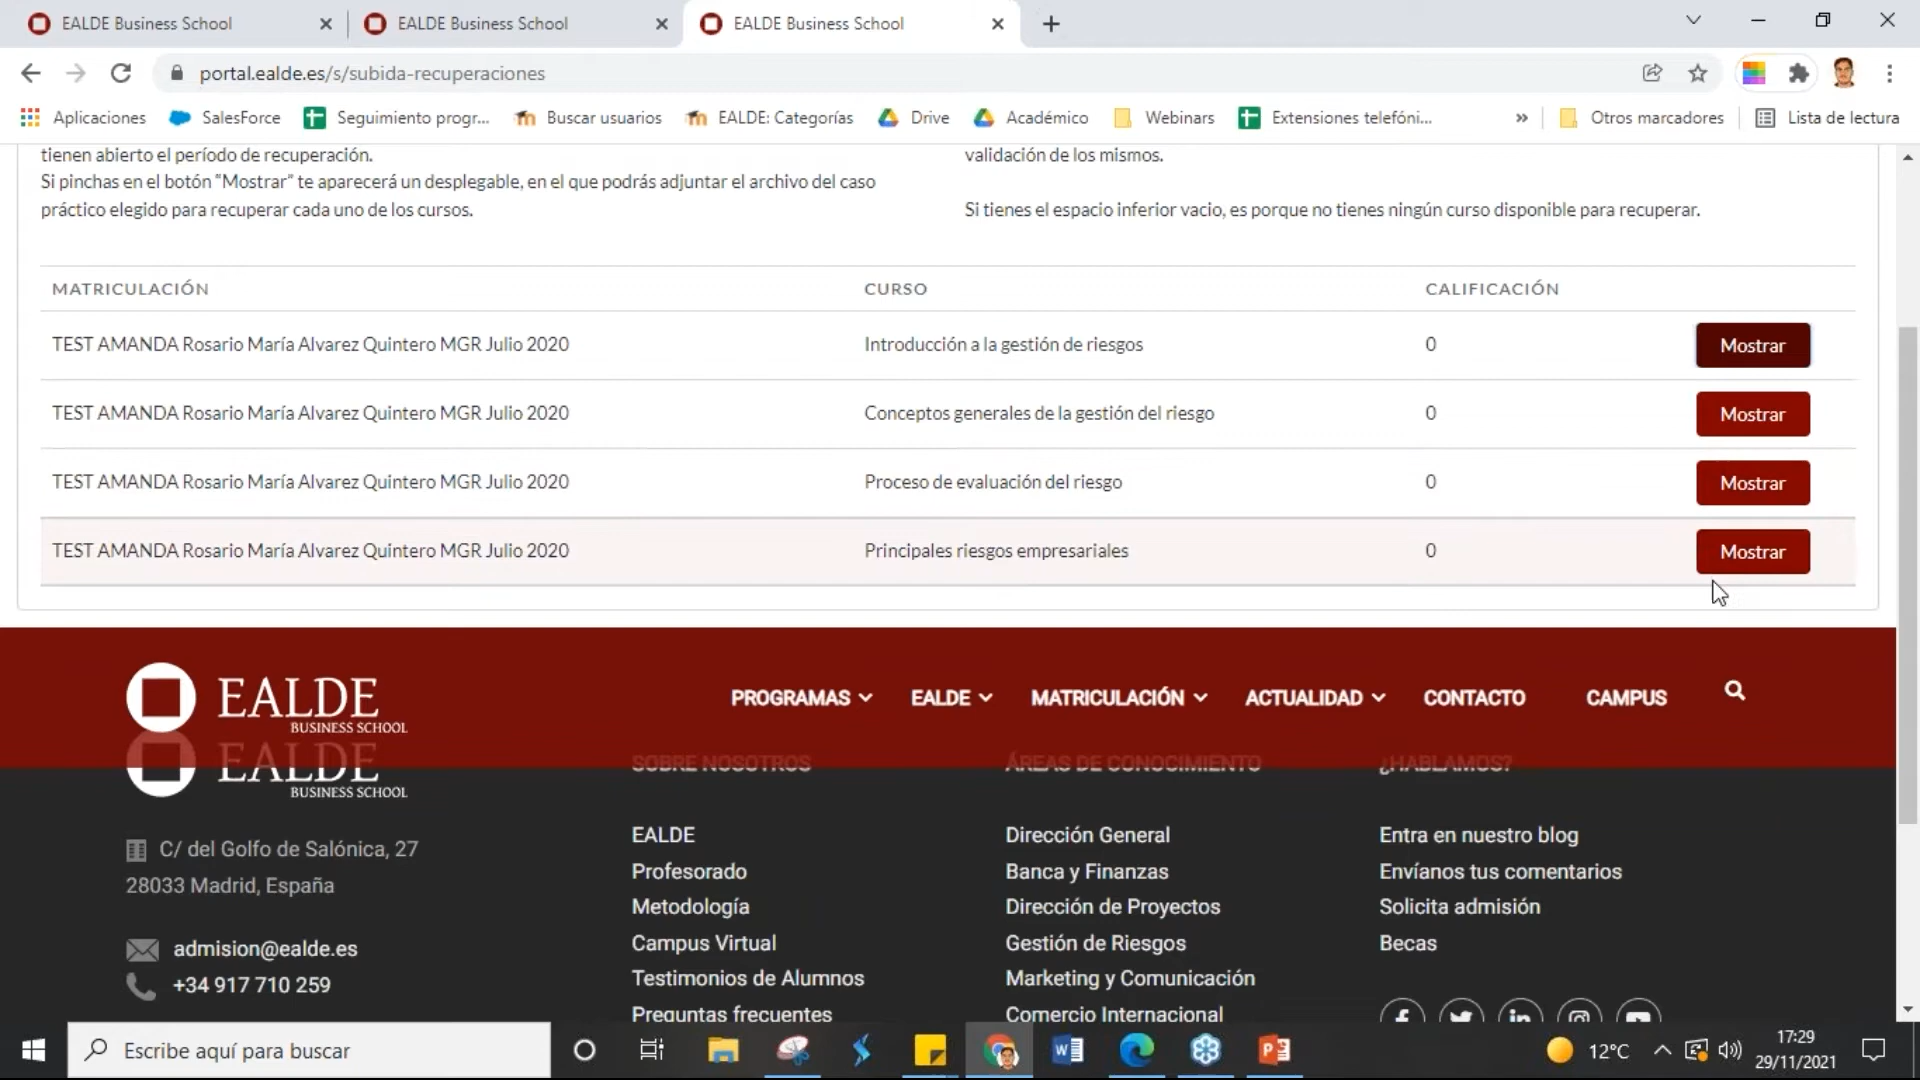 EALDE Business School
EALDE Business School
EALDE Business School
portal.ealde.es/s/subida-recuperaciones
Aplicaciones
SalesForce
Seguimiento progr...
Buscar usuarios
EALDE: Categorías
Drive
Académico
Webinars
Extensiones telefóni...
»
Otros marcadores
Lista de lectura
tienen abierto el período de recuperación.
Si pinchas en el botón "Mostrar" te aparecerá un desplegable, en el que podrás adjuntar el archivo del caso
práctico elegido para recuperar cada uno de los cursos.
validación de los mismos.
Si tienes el espacio inferior vacio, es porque no tienes ningún curso disponible para recuperar.
MATRICULACIÓN CURSO CALIFICACIÓN
TEST AMANDA Rosario María Alvarez Quintero MGR Julio 2020 Introducción a la gestión de riesgos 0 Mostrar
TEST AMANDA Rosario María Alvarez Quintero MGR Julio 2020 Conceptos generales de la gestión del riesgo 0 Mostrar
TEST AMANDA Rosario María Alvarez Quintero MGR Julio 2020 Proceso de evaluación del riesgo 0 Mostrar
TEST AMANDA Rosario María Alvarez Quintero MGR Julio 2020 Principales riesgos empresariales 0 Mostrar
EALDE
BUSINESS SCHOOL
PROGRAMAS EALDE MATRICULACIÓN ACTUALIDAD CONTACTO CAMPUS
EALDE
BUSINESS SCHOOL
C/ del Golfo de Salónica, 27
28033 Madrid, España
admision@ealde.es
+34 917 710 259
SOBRE NOSOTROS
EALDE
Profesorado
Metodología
Campus Virtual
Testimonios de Alumnos
Preguntas frecuentes
ÁREAS DE CONOCIMIENTO
Dirección General
Banca y Finanzas
Dirección de Proyectos
Gestión de Riesgos
Marketing y Comunicación
Comercio Internacional
¿HABLAMOS?
Entra en nuestro blog
Envíanos tus comentarios
Solicita admisión
Becas
Escribe aquí para buscar
12°C
17:29
29/11/2021